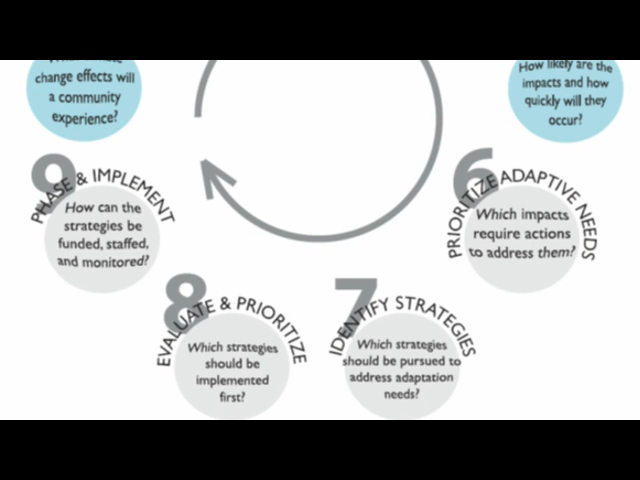 change effects will
a community
experience?
How likely are the
impacts and how
quickly will they
occur?
9
PHASE & IMPLEMENT
How can the
strategies be
funded, staffed,
and monitored?
6
PRIORITIZE ADAPTIVE NEEDS
Which impacts
require actions
to address them?
8
EVALUATE & PRIORITIZE
Which strategies
should be
implemented
first?
7
IDENTIFY STRATEGIES
Which strategies
should be pursued to
address adaptation
needs?